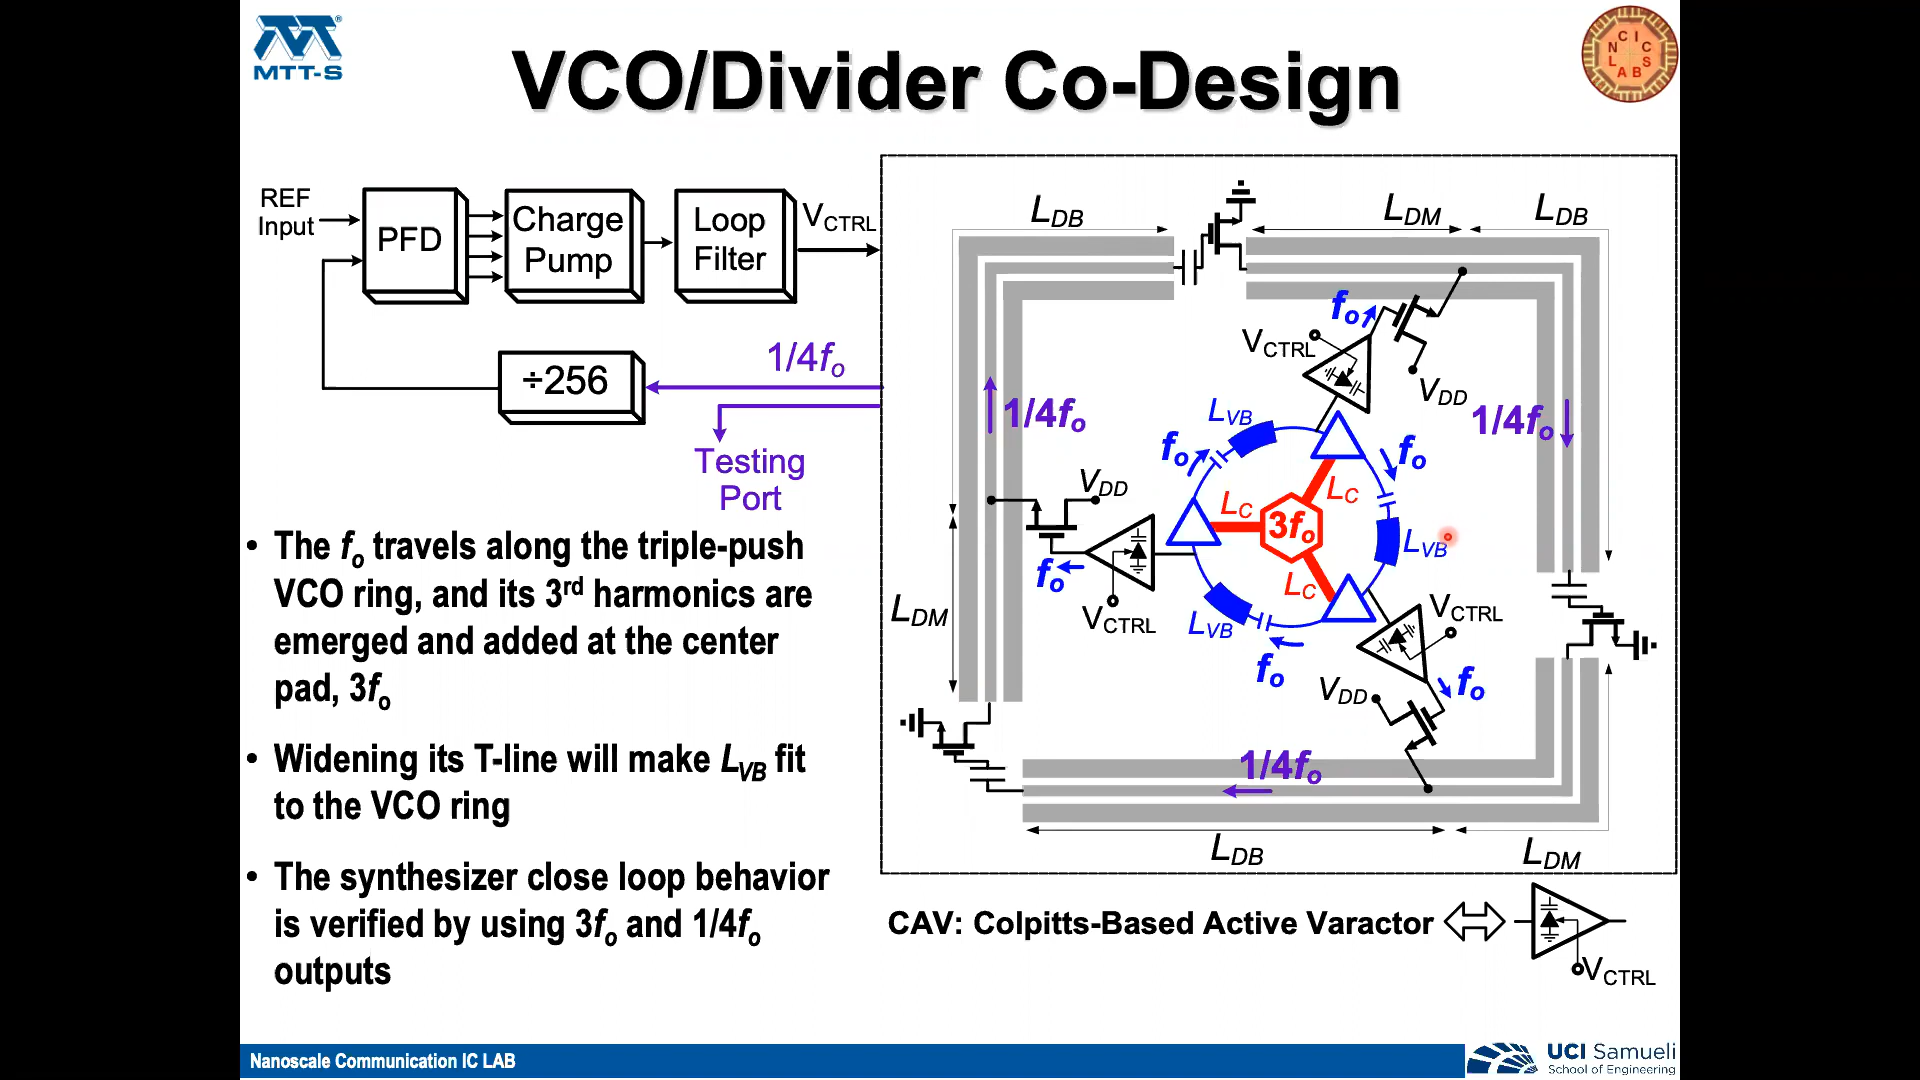 MTT-S
VCO/Divider Co-Design
NCIC LABS
REF
Input
PFD
Charge
Pump
Loop
Filter
VCTRL
÷256
1/4fo
Testing
Port
• The fo travels along the triple-push
VCO ring, and its 3rd harmonics are
emerged and added at the center
pad, 3fo
• Widening its T-line will make LVB fit
to the VCO ring
• The synthesizer close loop behavior
is verified by using 3fo and 1/4fo
outputs
LDB
LDM
LDB
fo
VCTRL
VDD
1/4fo
1/4fo
LVB
fo
fo
VDD
LC
LC
3fo
LVB
fo
LC
VCTRL
VCTRL
LDM
LVB
fo
VDD
fo
1/4fo
LDB
LDM
CAV: Colpitts-Based Active Varactor
VCTRL
Nanoscale Communication IC LAB
UCI Samueli
School of Engineering